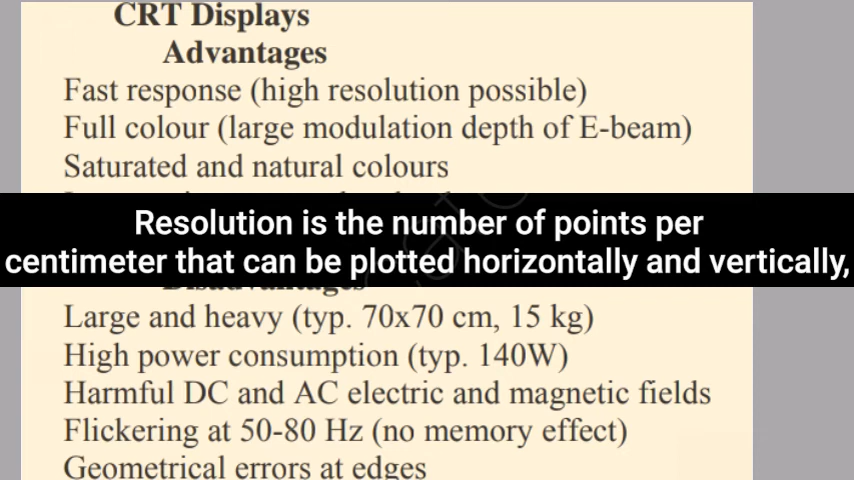 CRT Displays
Advantages
Fast response (high resolution possible)
Full colour (large modulation depth of E-beam)
Saturated and natural colours
Resolution is the number of points per
centimeter that can be plotted horizontally and vertically,
Disadvantages
Large and heavy (typ. 70x70 cm, 15 kg)
High power consumption (typ. 140W)
Harmful DC and AC electric and magnetic fields
Flickering at 50-80 Hz (no memory effect)
Geometrical errors at edges